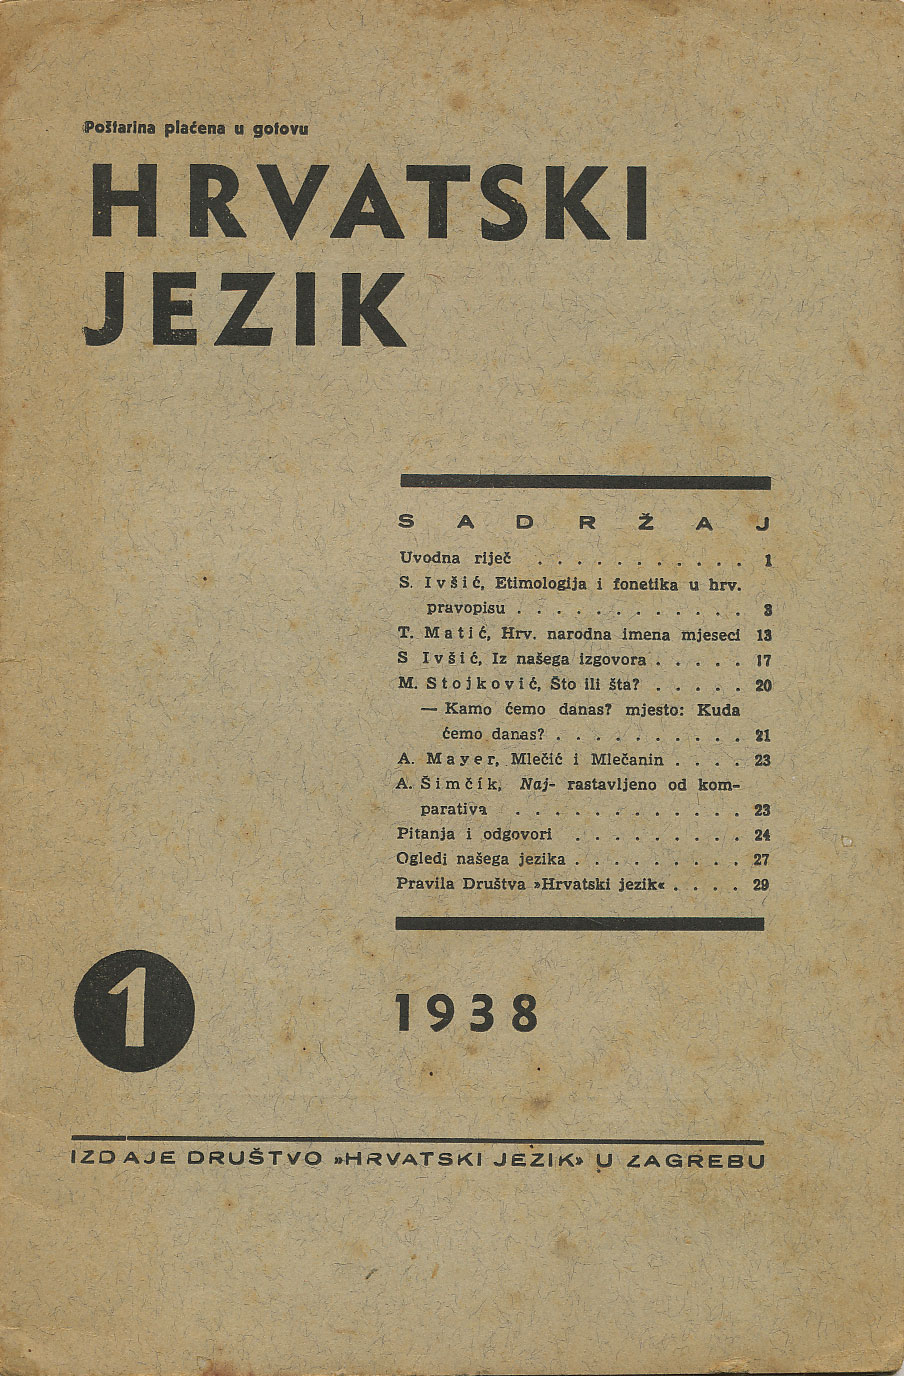 Poštarina plaćena u gotovu
HRVATSKI
JEZIK
SADRŽAJ
Uvodna riječ . . . . . . . . . . . 1
S. Ivšić, Etimologija i fonetika u hrv.
pravopisu . . . . . . . . . . . . 3
T. Matić, Hrv. narodna imena mjeseci 13
S Ivšić, Iz našega izgovora . . . . . 17
M. Stojković, Što ili šta? . . . . . 20
— Kamo ćemo danas? mjesto: Kuda
ćemo danas? . . . . . . . . . . 21
A. Mayer, Mlečić i Mlečanin . . . . 23
A. Šimčik, Naj- rastavljeno od kom-
parativa . . . . . . . . . . . . 23
Pitanja i odgovori . . . . . . . . . 24
Ogledi našega jezika . . . . . . . . . 27
Pravila Društva »Hrvatski jezik« . . . . 29
1
1938
IZDAJE DRUŠTVO »HRVATSKI JEZIK» U ZAGREBU